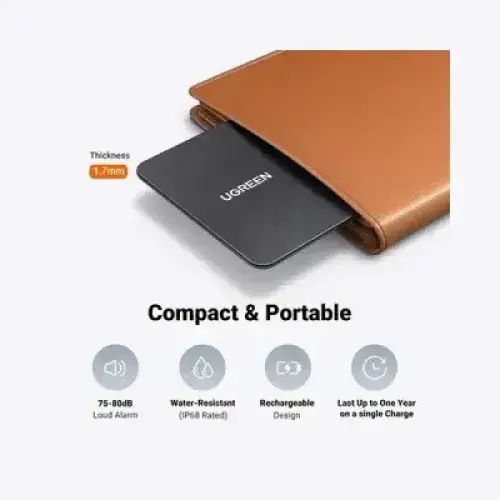 Thickness
1.7mm
UGREEN
Compact & Portable
75-80dB
Loud Alarm
Water-Resistant
(IP68 Rated)
Rechargeable
Design
Last Up to One Year
on a single Charge